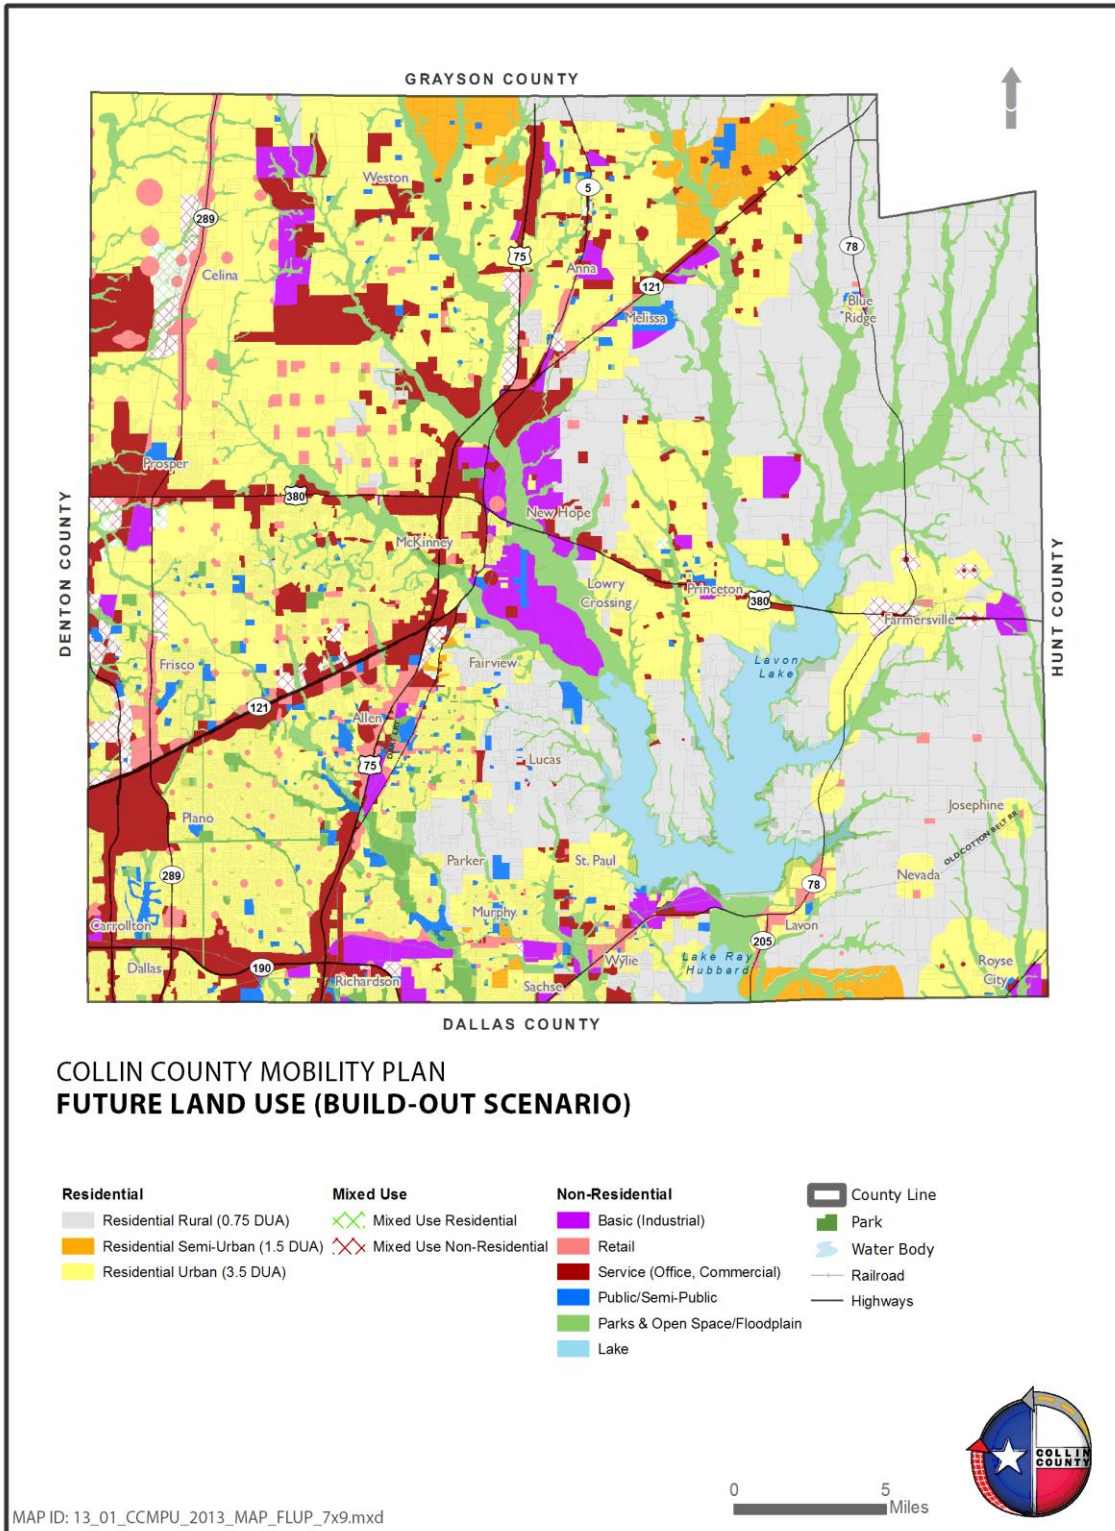 GRAYSON COUNTY
Weston
5
289
75
78
Celina
Anna
121
Blue
Ridge
Melissa
Prosper
380
New Hope
DENTON COUNTY
McKinney
Lowry
Crossing
Princeton
380
HUNT COUNTY
Farmersville
Frisco
Fairview
Lavon
Lake
121
Allen
DART LRT
75
Lucas
Plano
Josephine
OLD COTTON BELT RR
289
Parker
St. Paul
78
Nevada
Murphy
Carrollton
Lavon
205
Dallas
190
Richardson
Wylie
Lake Ray
Hubbard
Sachse
Royse
City
DALLAS COUNTY
COLLIN COUNTY MOBILITY PLAN
FUTURE LAND USE (BUILD-OUT SCENARIO)
Residential
Residential Rural (0.75 DUA)
Residential Semi-Urban (1.5 DUA)
Residential Urban (3.5 DUA)
Mixed Use
Mixed Use Residential
Mixed Use Non-Residential
Non-Residential
Basic (Industrial)
Retail
Service (Office, Commercial)
Public/Semi-Public
Parks & Open Space/Floodplain
Lake
County Line
Park
Water Body
Railroad
Highways
COLLIN
COUNTY
0 5
Miles
MAP ID: 13_01_CCMPU_2013_MAP_FLUP_7x9.mxd